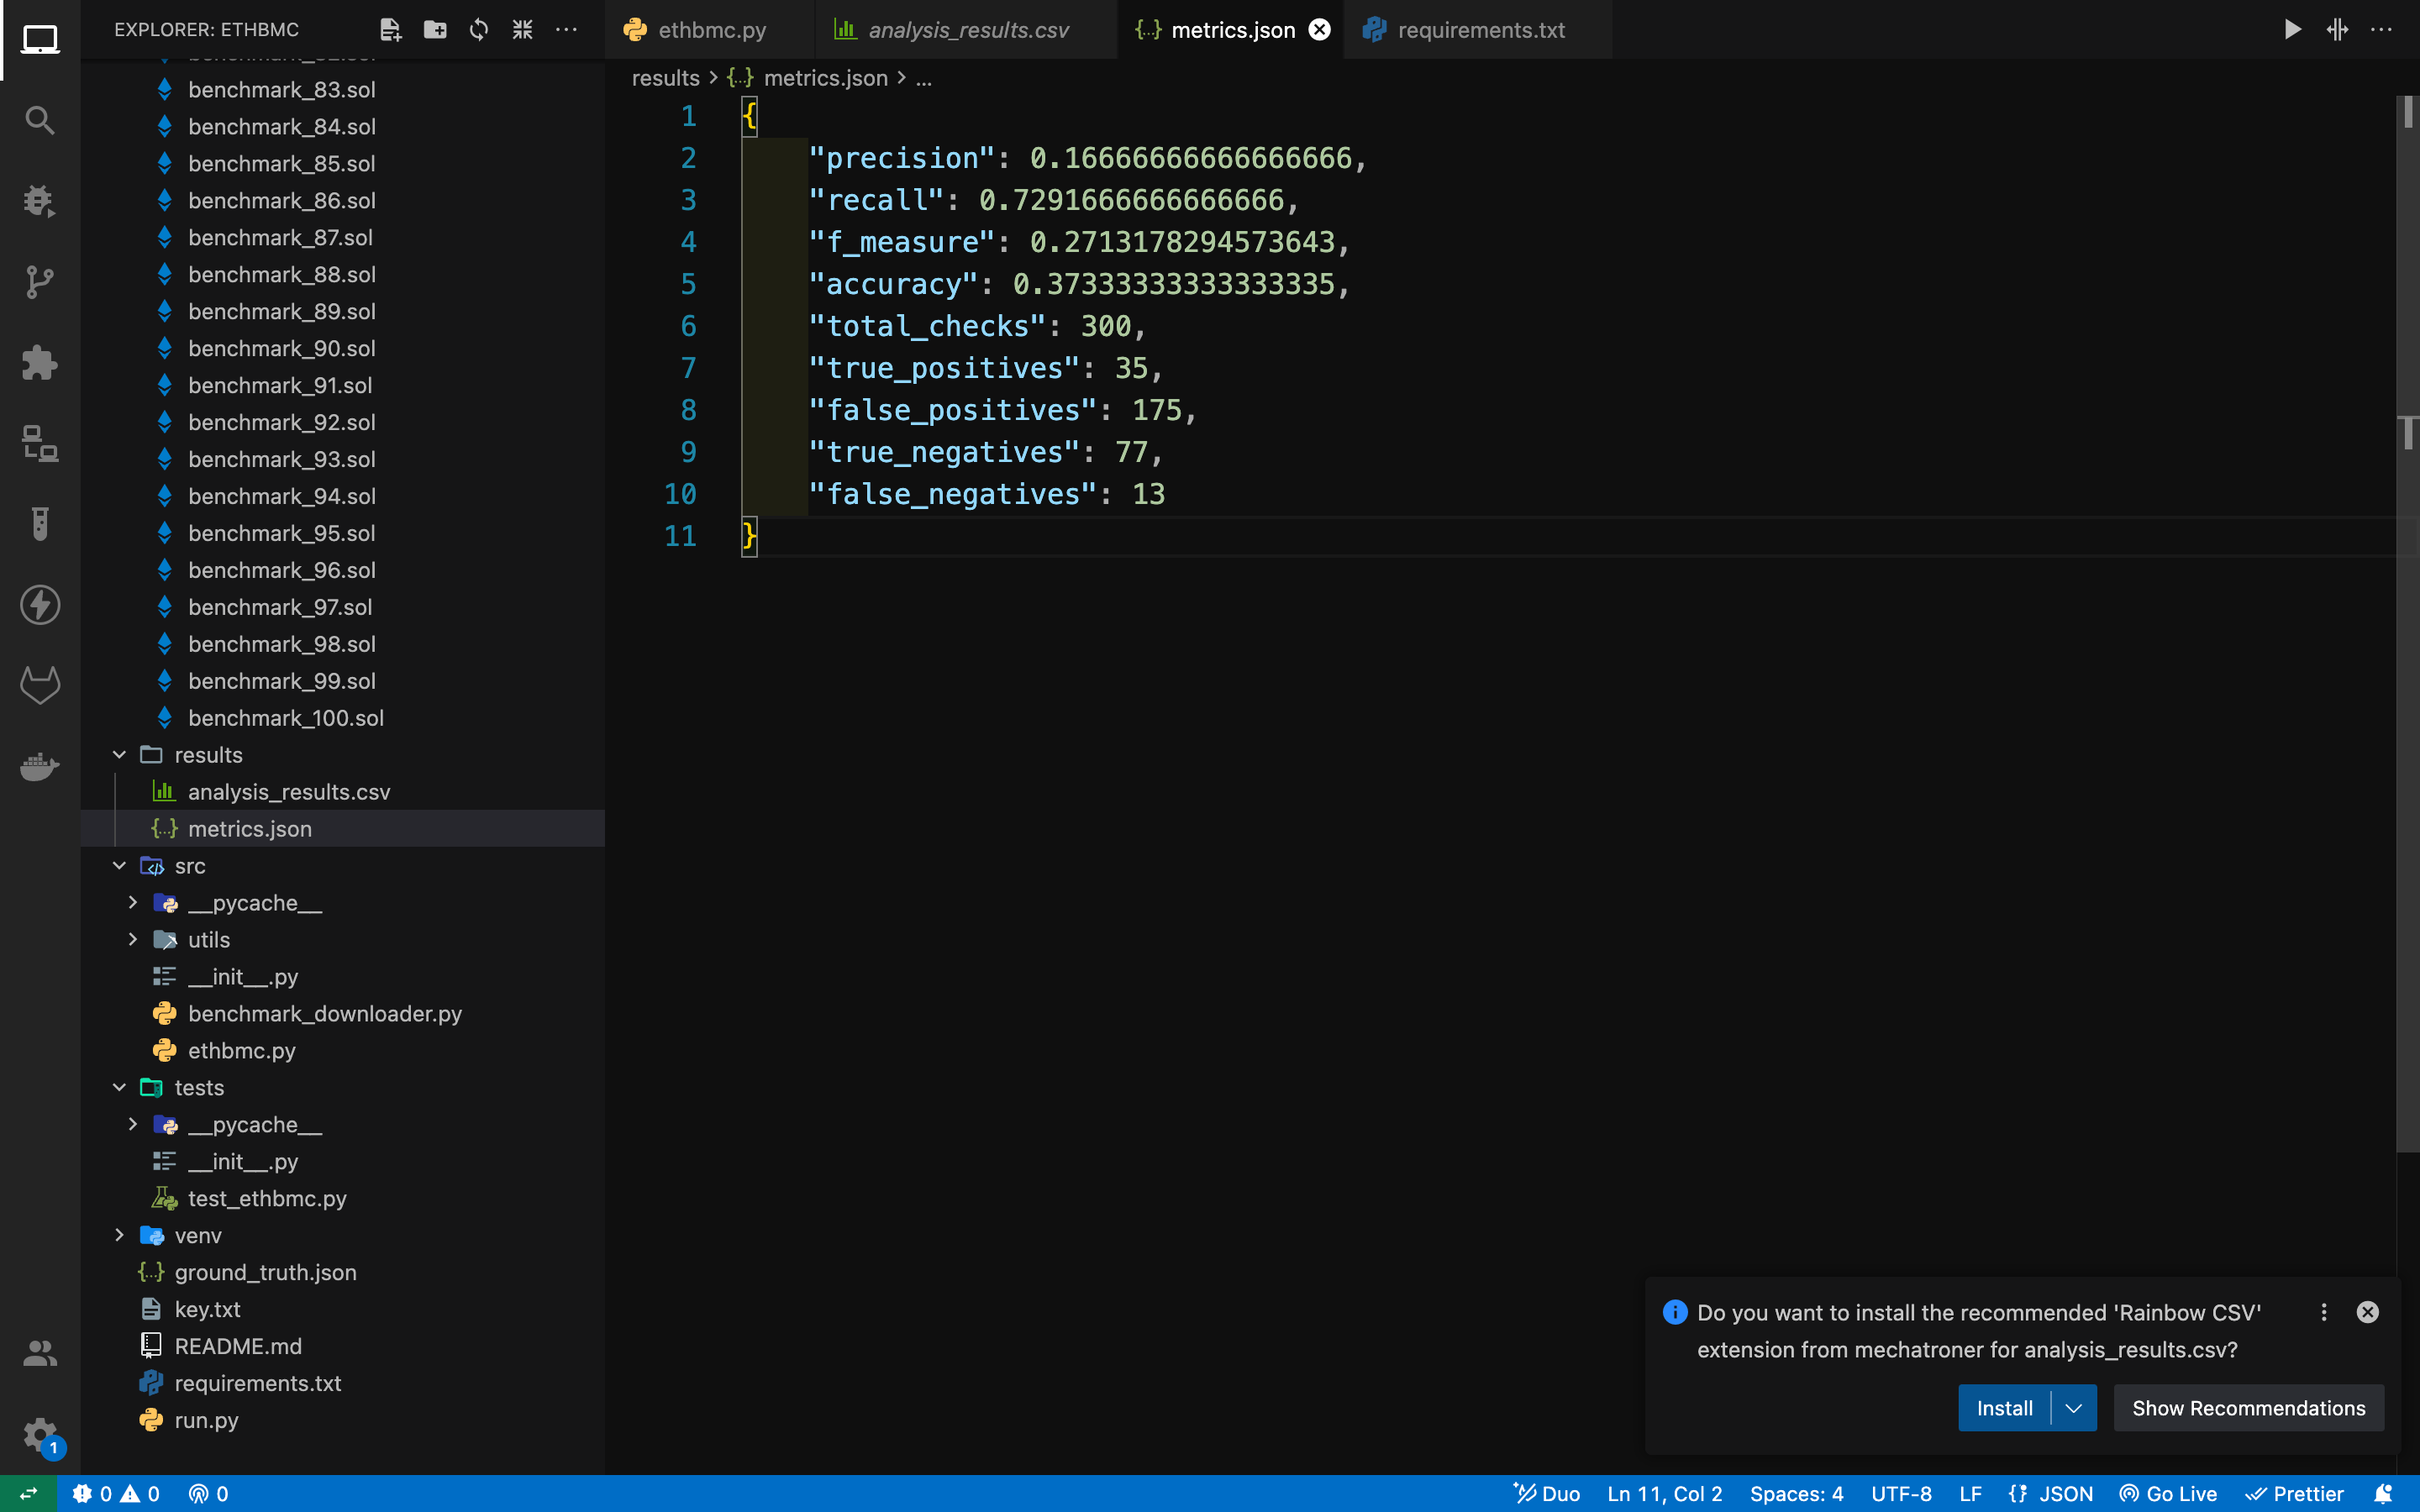 EXPLORER: ETHBMC
benchmark_83.sol
benchmark_84.sol
benchmark_85.sol
benchmark_86.sol
benchmark_87.sol
benchmark_88.sol
benchmark_89.sol
benchmark_90.sol
benchmark_91.sol
benchmark_92.sol
benchmark_93.sol
benchmark_94.sol
benchmark_95.sol
benchmark_96.sol
benchmark_97.sol
benchmark_98.sol
benchmark_99.sol
benchmark_100.sol
results
analysis_results.csv
metrics.json
src
__pycache__
utils
__init__.py
benchmark_downloader.py
ethbmc.py
tests
__pycache__
__init__.py
test_ethbmc.py
venv
ground_truth.json
key.txt
README.md
requirements.txt
run.py
1
ethbmc.py
analysis_results.csv
metrics.json
requirements.txt
results > {..} metrics.json > ...
1 {
2 "precision": 0.16666666666666666,
3 "recall": 0.7291666666666666,
4 "f_measure": 0.2713178294573643,
5 "accuracy": 0.37333333333333335,
6 "total_checks": 300,
7 "true_positives": 35,
8 "false_positives": 175,
9 "true_negatives": 77,
10 "false_negatives": 13
11 }
Do you want to install the recommended 'Rainbow CSV'
extension from mechatroner for analysis_results.csv?
Install
Show Recommendations
0 0 0 Duo Ln 11, Col 2 Spaces: 4 UTF-8 LF JSON Go Live Prettier